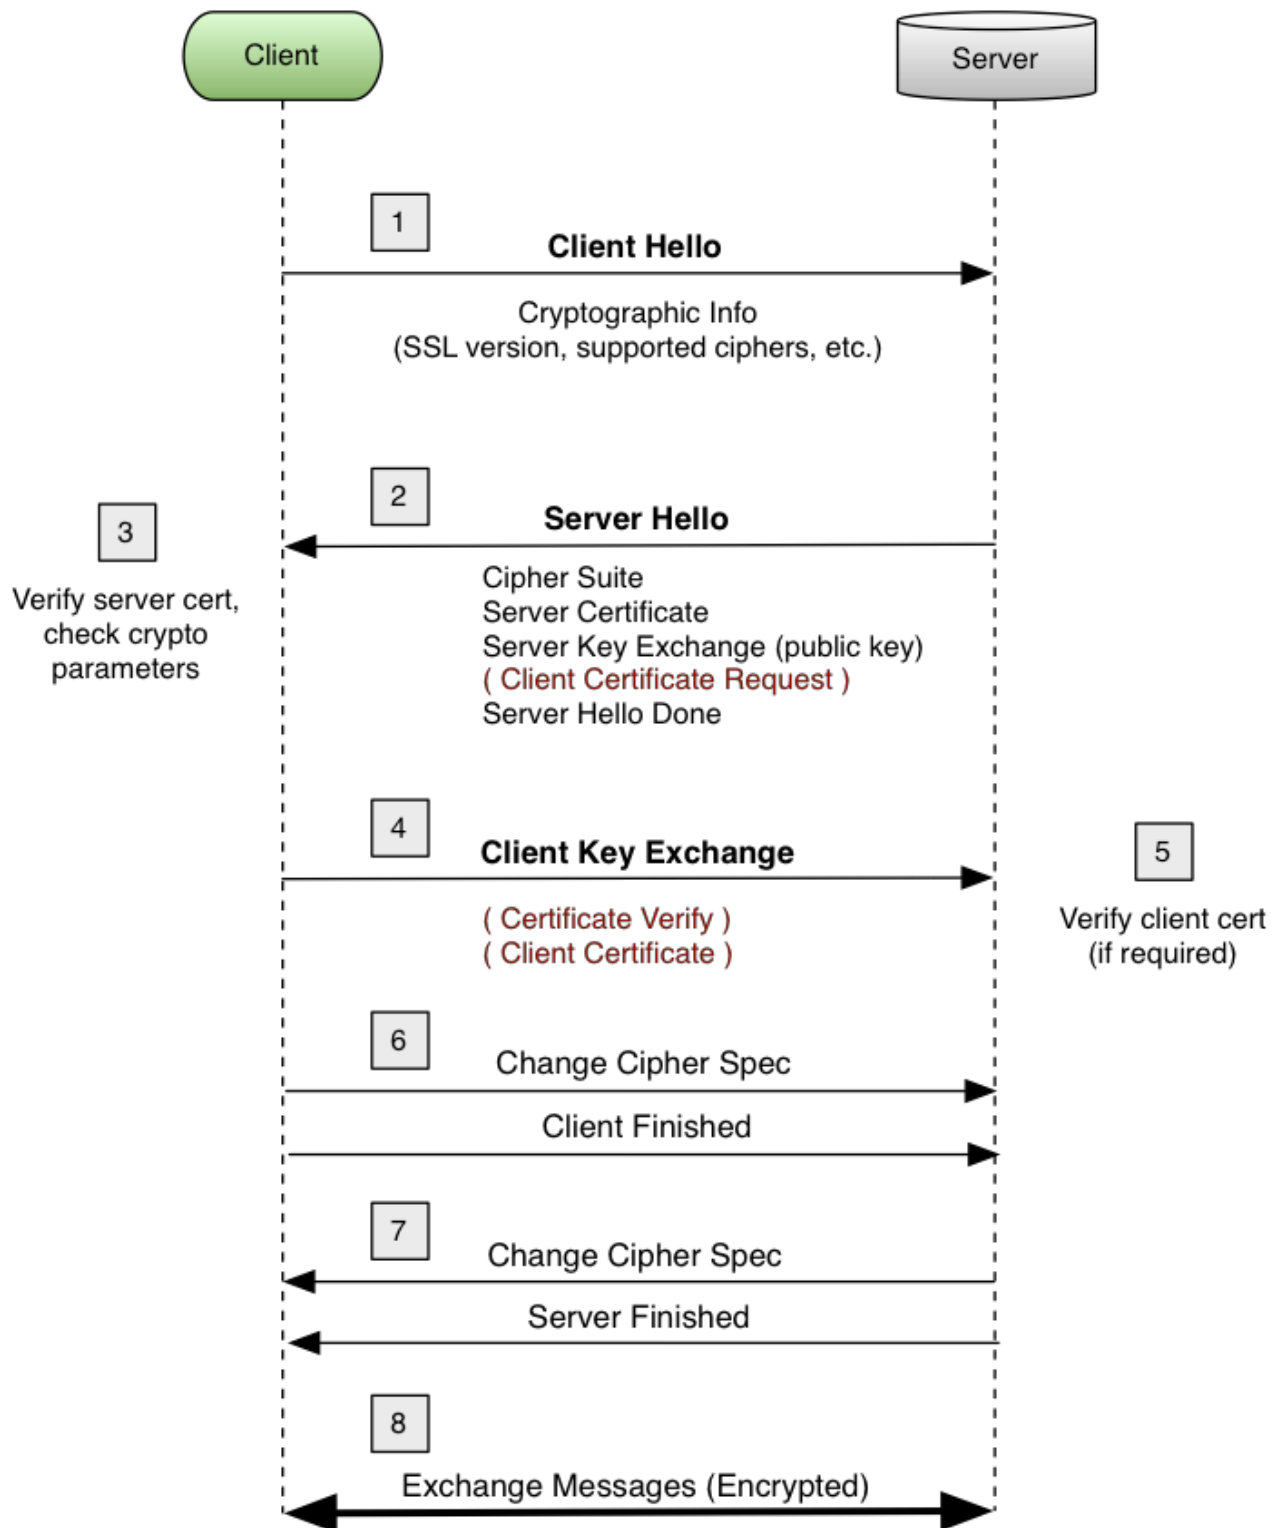 Client
Server
1
Client Hello
Cryptographic Info
(SSL version, supported ciphers, etc.)
2
Server Hello
3
Verify server cert,
check crypto
parameters
Cipher Suite
Server Certificate
Server Key Exchange (public key)
( Client Certificate Request )
Server Hello Done
4
Client Key Exchange
( Certificate Verify )
( Client Certificate )
5
Verify client cert
(if required)
6
Change Cipher Spec
Client Finished
7
Change Cipher Spec
Server Finished
8
Exchange Messages (Encrypted)